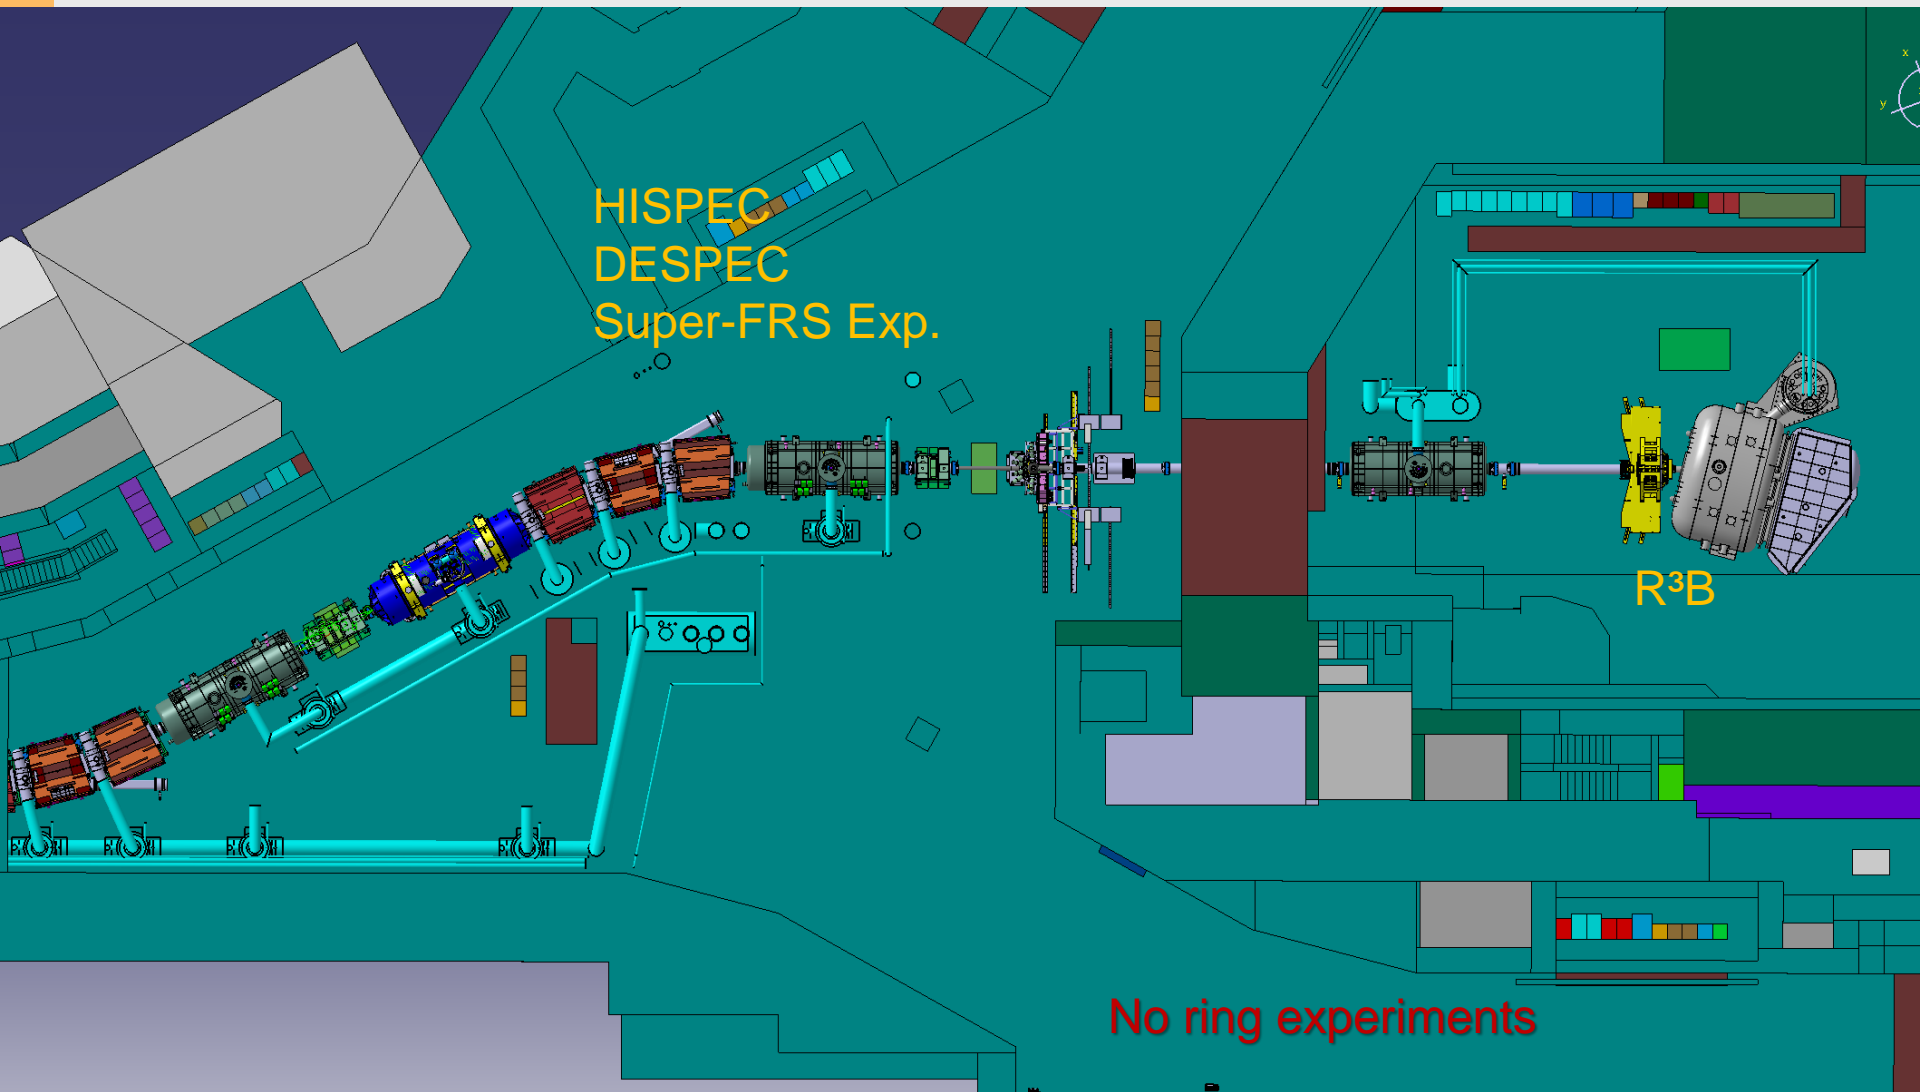 HISPEC
DESPEC
Super-FRS Exp.
x
y
R³B
No ring experiments